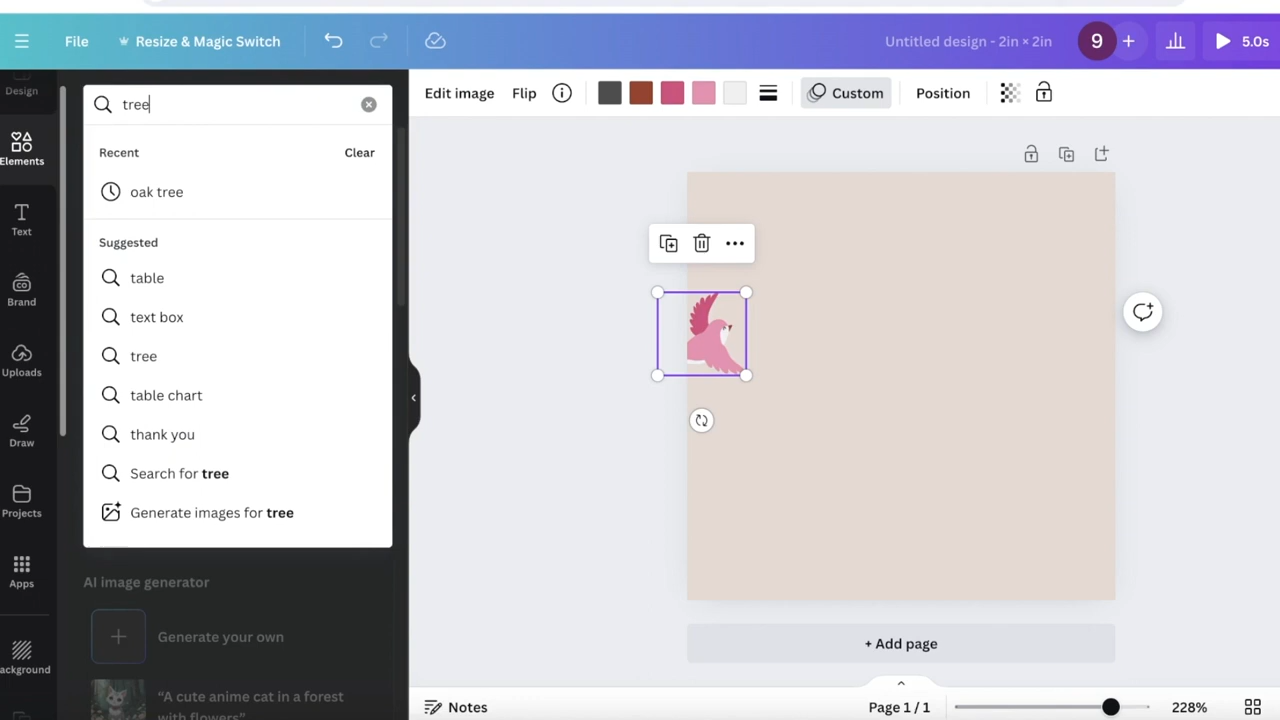 File
Resize & Magic Switch
Untitled design - 2in × 2in
9
5.0s
Design
Elements
Text
Brand
Uploads
Draw
Projects
Apps
ackground
tree
Recent
Clear
oak tree
Suggested
table
text box
tree
table chart
thank you
Search for tree
Generate images for tree
AI image generator
Generate your own
“A cute anime cat in a forest
with flowers”
Edit image
Flip
Custom
Position
+ Add page
Notes
Page 1 / 1
228%